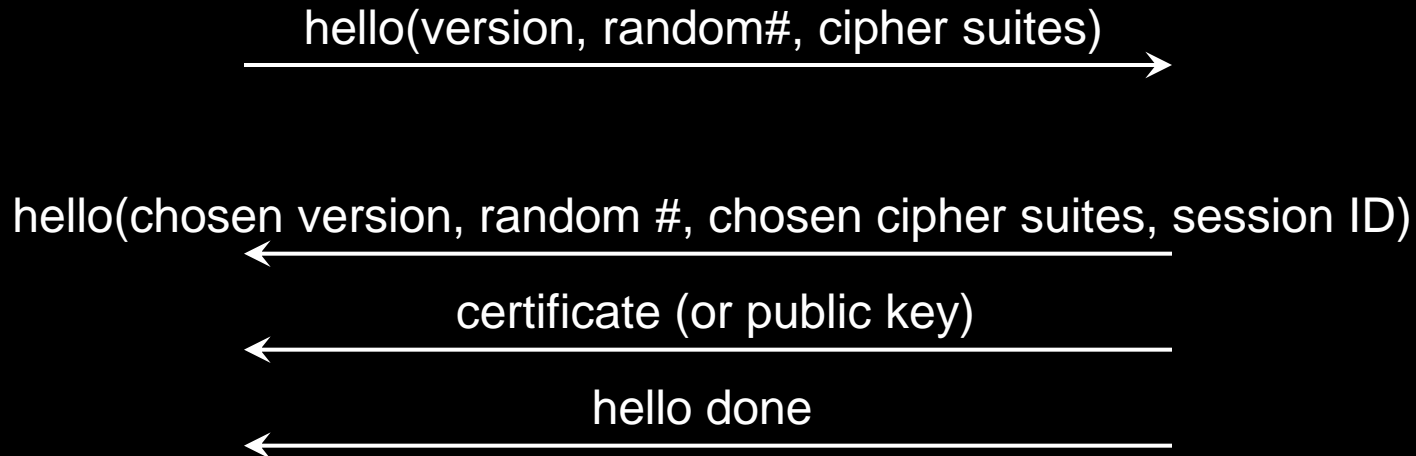 hello(version, random#, cipher suites)
hello(chosen version, random #, chosen cipher suites, session ID)
certificate (or public key)
hello done